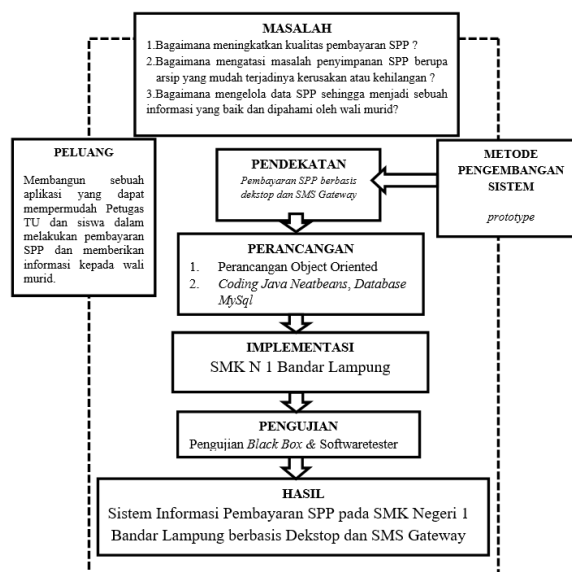 MASALAH
1.Bagaimana meningkatkan kualitas pembayaran SPP ?
2.Bagaimana mengatasi masalah penyimpanan SPP berupa
arsip yang mudah terjadinya kerusakan atau kehilangan ?
3.Bagaimana mengelola data SPP sehingga menjadi sebuah
informasi yang baik dan dipahami oleh wali murid?
PELUANG
Membangun sebuah
aplikasi yang dapat
mempermudah Petugas
TU dan siswa dalam
melakukan pembayaran
SPP dan memberikan
informasi kepada wali
murid.
PENDEKATAN
Pembayaran SPP berbasis
dekstop dan SMS Gateway
METODE
PENGEMBANGAN
SISTEM
prototype
PERANCANGAN
1. Perancangan Object Oriented
2. Coding Java Neatbeans, Database
MySql
IMPLEMENTASI
SMK N 1 Bandar Lampung
PENGUJIAN
Pengujian Black Box & Softwaretester
HASIL
Sistem Informasi Pembayaran SPP pada SMK Negeri 1
Bandar Lampung berbasis Dekstop dan SMS Gateway